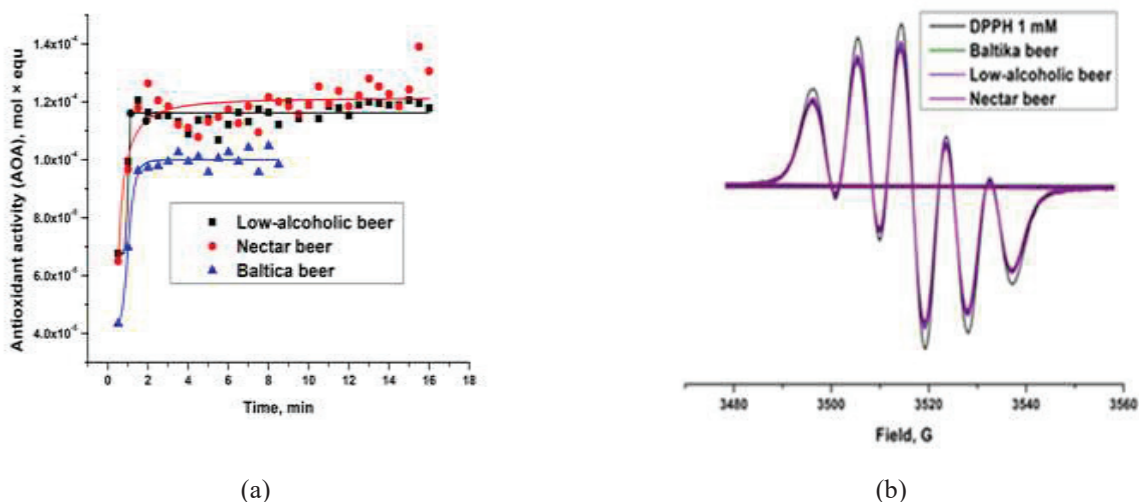 Antioxidant activity (AOA), mol × equ
1.4x10⁻⁴
1.2x10⁻⁴
1.0x10⁻⁴
8.0x10⁻⁵
6.0x10⁻⁵
4.0x10⁻⁵
Low-alcoholic beer
Nectar beer
Baltica beer
0 2 4 6 8 10 12 14 16 18
Time, min
(a)
DPPH 1 mM
Baltika beer
Low-alcoholic beer
Nectar beer
3480 3500 3520 3540 3560
Field, G
(b)